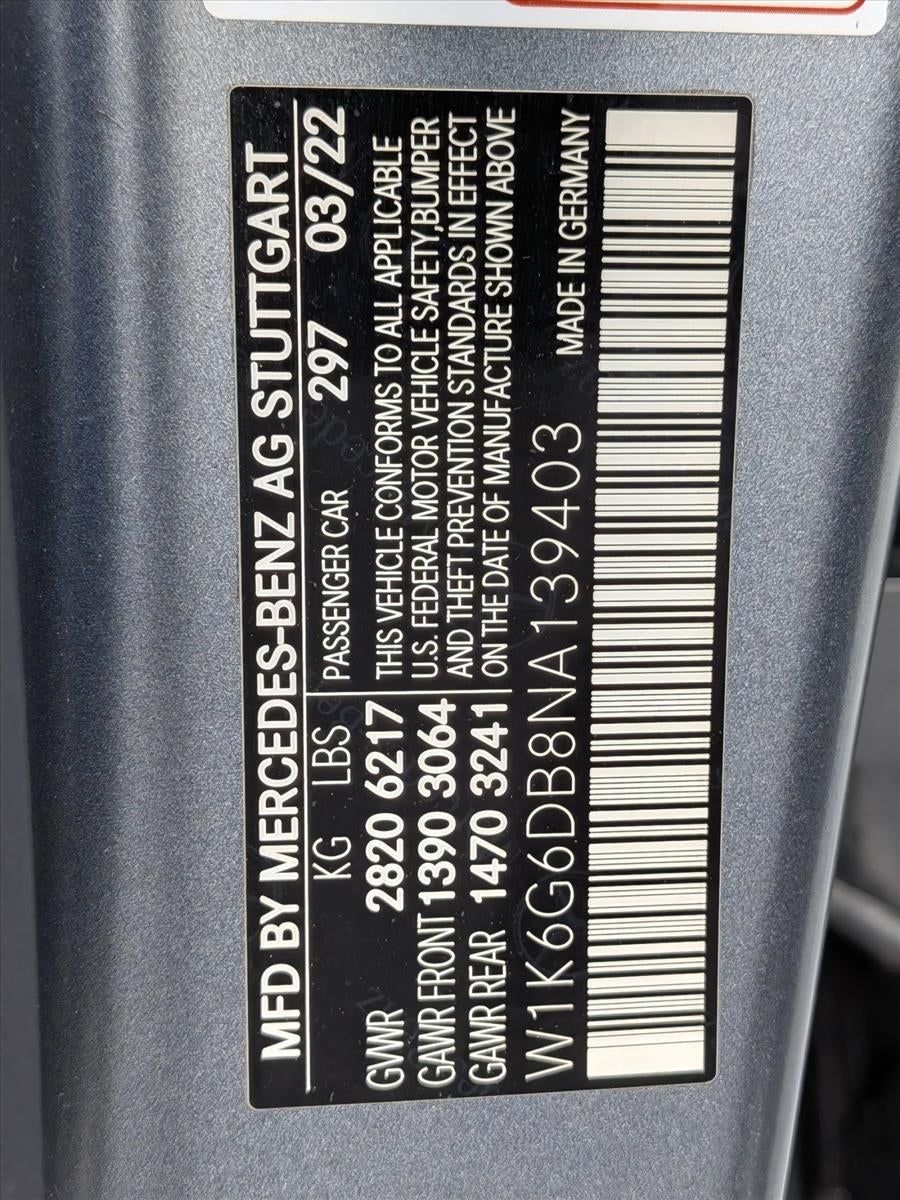 MFD BY MERCEDES-BENZ AG STUTTGART
KG LBS
GVWR 2820 6217
GAWR FRONT 1390 3064
GAWR REAR 1470 3241
PASSENGER CAR 297 03/22
THIS VEHICLE CONFORMS TO ALL APPLICABLE
U.S. FEDERAL MOTOR VEHICLE SAFETY,BUMPER
AND THEFT PREVENTION STANDARDS IN EFFECT
ON THE DATE OF MANUFACTURE SHOWN ABOVE
W1K6G6DB8NA139403 MADE IN GERMANY